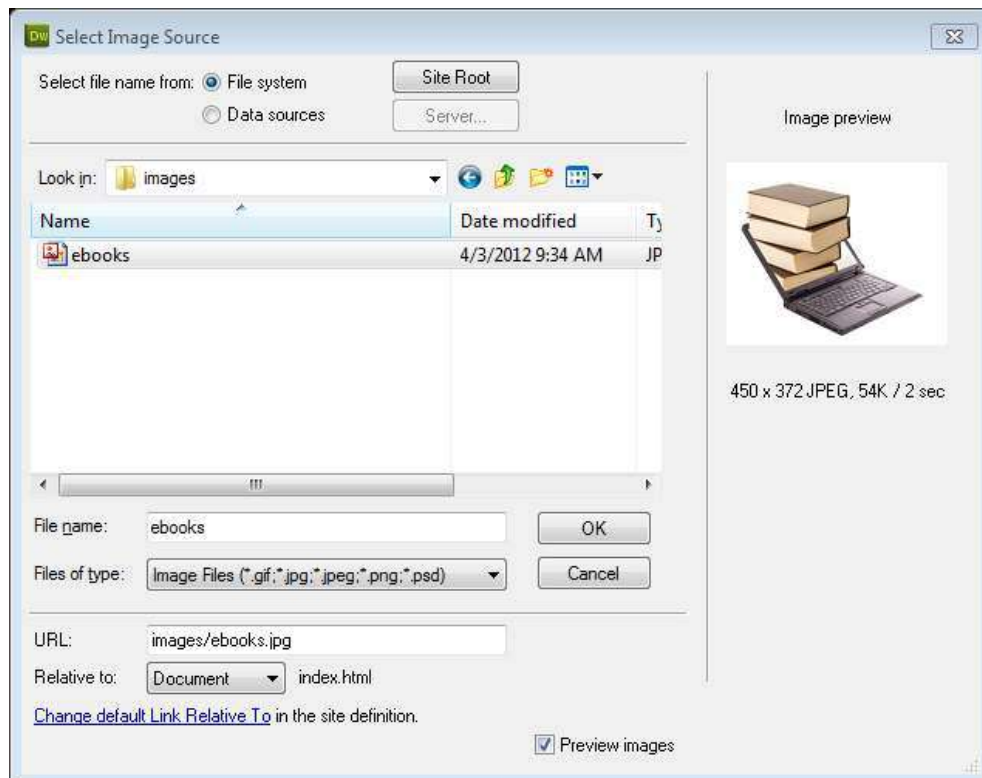 Dw Select Image Source
Select file name from: File system
Site Root
Data sources
Server...
Image preview
Look in: images
Name Date modified Ty
ebooks 4/3/2012 9:34 AM JP
450 x 372 JPEG, 54K / 2 sec
File name: ebooks
OK
Files of type: Image Files (*.gif;*.jpg;*.jpeg;*.png;*.psd)
Cancel
URL: images/ebooks.jpg
Relative to: Document index.html
Change default Link Relative To in the site definition.
Preview images